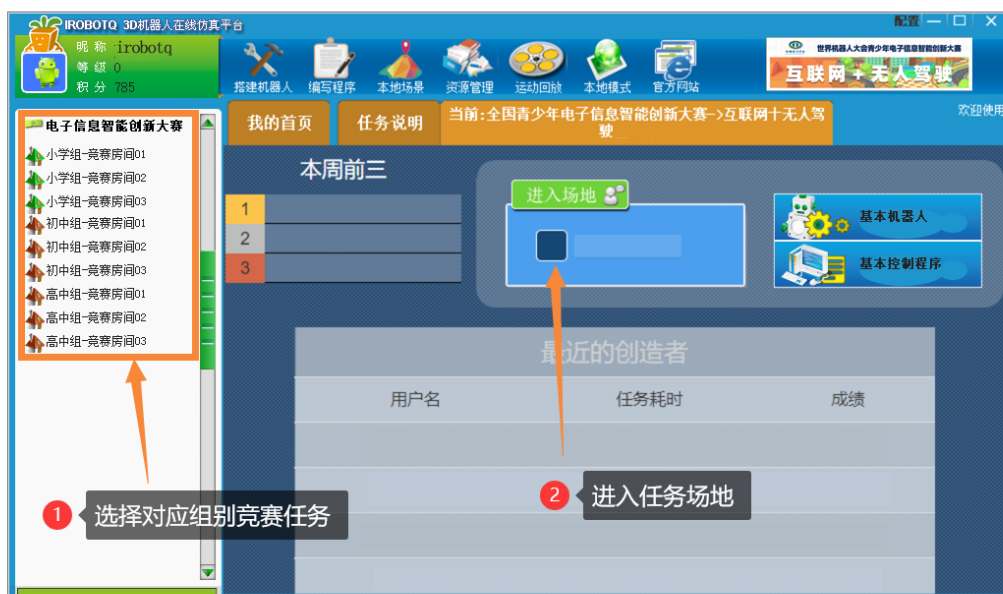 IROBOTQ 3D机器人在线仿真平台
配置
昵 称 irobotq
等 级 0
积 分 785
搭建机器人
编写程序
本地场景
资源管理
运动回放
本地模式
官方网站
世界机器人大会青少年电子信息智能创新大赛
互联网+无人驾驶
我的首页
任务说明
当前:全国青少年电子信息智能创新大赛->互联网十无人驾
驶
欢迎使用
电子信息智能创新大赛
小学组-竞赛房间01
小学组-竞赛房间02
小学组-竞赛房间03
初中组-竞赛房间01
初中组-竞赛房间02
初中组-竞赛房间03
高中组-竞赛房间01
高中组-竞赛房间02
高中组-竞赛房间03
本周前三
1
2
3
进入场地
基本机器人
基本控制程序
最近的创造者
用户名
任务耗时
成绩
1 选择对应组别竞赛任务
2 进入任务场地